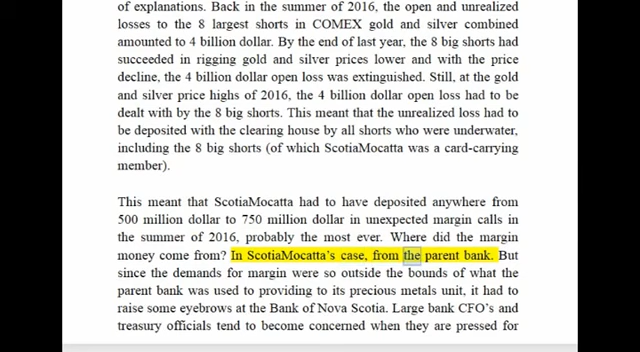 of explanations. Back in the summer of 2016, the open and unrealized
losses to the 8 largest shorts in COMEX gold and silver combined
amounted to 4 billion dollar. By the end of last year, the 8 big shorts had
succeeded in rigging gold and silver prices lower and with the price
decline, the 4 billion dollar open loss was extinguished. Still, at the gold
and silver price highs of 2016, the 4 billion dollar open loss had to be
dealt with by the 8 big shorts. This meant that the unrealized loss had to
be deposited with the clearing house by all shorts who were underwater,
including the 8 big shorts (of which ScotiaMocatta was a card-carrying
member).
This meant that ScotiaMocatta had to have deposited anywhere from
500 million dollar to 750 million dollar in unexpected margin calls in
the summer of 2016, probably the most ever. Where did the margin
money come from? In ScotiaMocatta's case, from the parent bank. But
since the demands for margin were so outside the bounds of what the
parent bank was used to providing to its precious metals unit, it had to
raise some eyebrows at the Bank of Nova Scotia. Large bank CFO's and
treasury officials tend to become concerned when they are pressed for